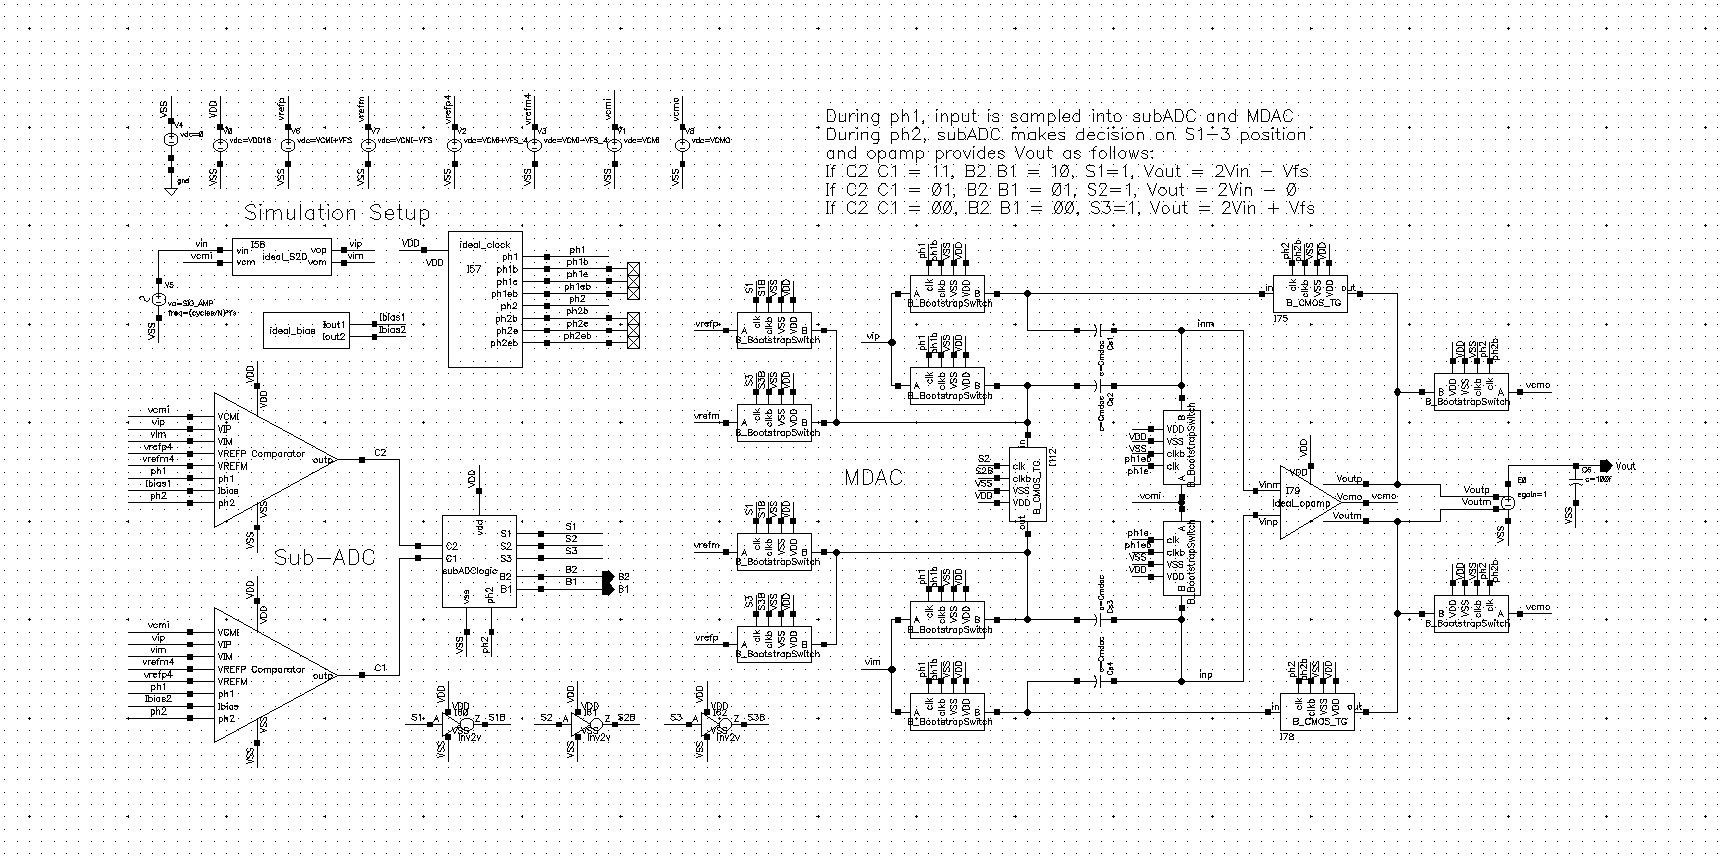 VSS
VDD
vrefp
vrefm
vrefp4
vrefm4
vcmi
vcmo
V4
V6
V7
V2
V3
V1
V8
vdc=0
vdc=VDD18
vdc=VCMI+VFS
vdc=VCMI-VFS
vdc=VCMI+VFS_4
vdc=VCMI-VFS_4
vdc=VCMI
vdc=VCMO
VSS
VSS
VSS
VSS
VSS
VSS
VSS
gnd
During ph1, input is sampled into subADC and MDAC
During ph2, subADC makes decision on S1-3 position
and opamp provides Vout as follows:
If C2 C1 = 11, B2 B1 = 10, S1=1, Vout = 2Vin - Vfs
If C2 C1 = 01, B2 B1 = 01, S2=1, Vout = 2Vin - 0
If C2 C1 = 00, B2 B1 = 00, S3=1, Vout = 2Vin + Vfs
Simulation Setup
vin
vcmi
I58
vin
vcm
ideal_S2D
vop
vom
vip
vim
V5
va=SIG_AMP
freq=(cycles/N)*fs
VSS
ideal_bias
Iout1
Iout2
Ibias1
Ibias2
VDD
VDD
ideal_clock
I57
ph1
ph1b
ph1e
ph1eb
ph2
ph2b
ph2e
ph2eb
ph1
ph1b
ph1e
ph1eb
ph2
ph2b
ph2e
ph2eb
VDD
VDD
vcmi
vip
vim
vrefp4
vrefm4
ph1
Ibias1
ph2
VCMI
VIP
VIM
VREFP
VREFM
ph1
Ibias
ph2
Comparator
outp
C2
VSS
VSS
Sub-ADC
VDD
vdd
C2
C1
subADClogic
S1
S2
S3
B2
B1
S1
S2
S3
B2
B1
B2
B1
vss
ph2
VSS
ph2
VDD
VDD
vcmi
vip
vim
vrefm4
vrefp4
ph1
Ibias2
ph2
VCMI
VIP
VIM
VREFP
VREFM
ph1
Ibias
ph2
Comparator
outp
C1
VSS
VSS
S1
A
VDD
VDD
I60
VSS
inv2v
Z
S1B
VSS
S2
A
VDD
VDD
I61
VSS
inv2v
Z
S2B
VSS
S3
A
VDD
VDD
I62
VSS
inv2v
Z
S3B
VSS
MDAC
S1
S1B
VSS
VDD
vrefp
A
clk
clkb
VSS
VDD
B
B_BootstrapSwitch
S3
S3B
VSS
VDD
vrefm
A
clk
clkb
VSS
VDD
B
B_BootstrapSwitch
S1
S1B
VSS
VDD
vrefm
A
clk
clkb
VSS
VDD
B
B_BootstrapSwitch
S3
S3B
VSS
VDD
vrefp
A
clk
clkb
VSS
VDD
B
B_BootstrapSwitch
ph1
ph1b
VSS
VDD
A
clk
clkb
VSS
VDD
B
B_BootstrapSwitch
vip
ph1
ph1b
VSS
VDD
A
clk
clkb
VSS
VDD
B
B_BootstrapSwitch
S2
S2B
VSS
VDD
in
clk
clkb
VSS
VDD
out
B_CMOS_TG
I112
ph1
ph1b
VSS
VDD
A
clk
clkb
VSS
VDD
B
B_BootstrapSwitch
vim
ph1
ph1b
VSS
VDD
A
clk
clkb
VSS
VDD
B
B_BootstrapSwitch
c=Cmdac
Cs1
c=Cmdac
Cs2
c=Cmdac
Cs3
c=Cmdac
Cs4
inm
inp
VDD
VSS
ph1eb
ph1e
VDD
VSS
clkb
clk
B
A
B_BootstrapSwitch
vcmi
ph1e
ph1eb
VSS
VDD
clk
clkb
VSS
VDD
A
B
B_BootstrapSwitch
ph2
ph2b
VSS
VDD
in
clk
clkb
VSS
VDD
out
B_CMOS_TG
I75
VDD
VSS
ph2
ph2b
B
VDD
VSS
clkb
clk
A
B_BootstrapSwitch
vcmo
VDD
VDD
Vinm
Vinp
I79
ideal_opamp
Voutp
Vcmo
Voutm
vcmo
Voutp
Voutm
E0
egain=1
VSS
Vout
c=100f
VSS
VDD
VSS
ph2
ph2b
B
VDD
VSS
clkb
clk
A
B_BootstrapSwitch
vcmo
ph2
ph2b
VSS
VDD
in
clk
clkb
VSS
VDD
out
B_CMOS_TG
I78